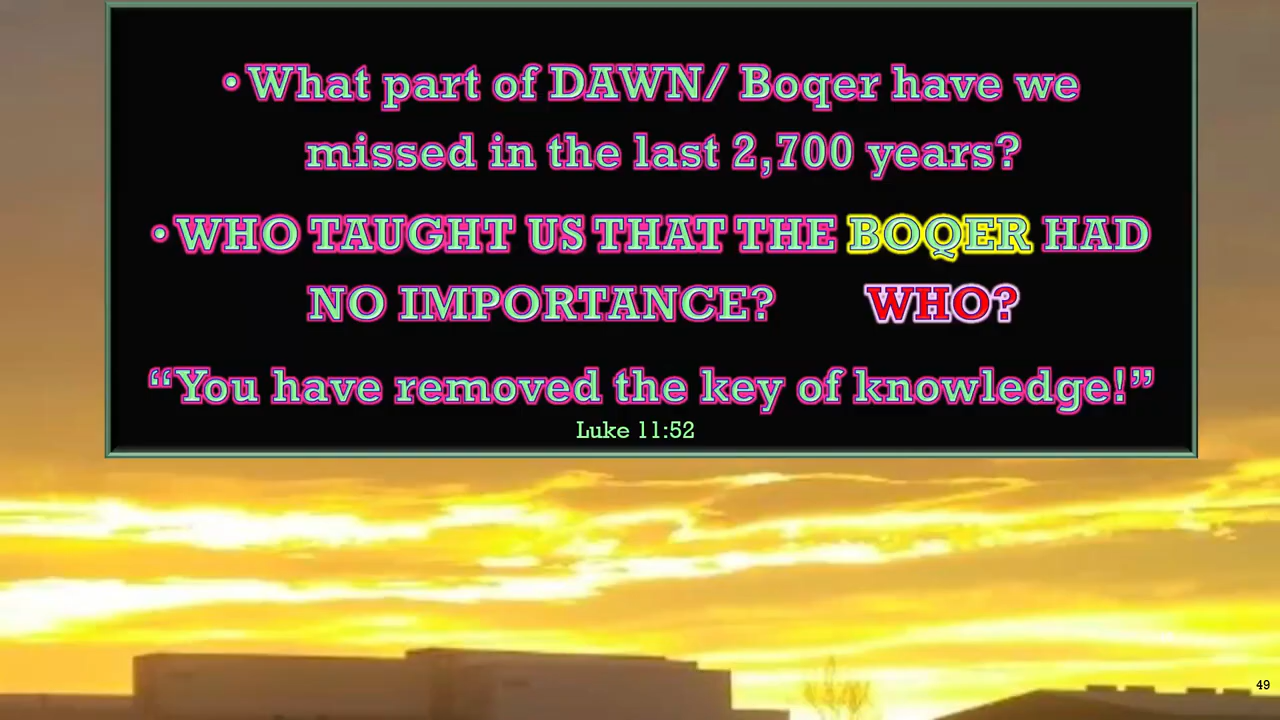 • What part of DAWN/ Boqer have we
missed in the last 2,700 years?
• WHO TAUGHT US THAT THE BOQER HAD
NO IMPORTANCE? WHO?
“You have removed the key of knowledge!”
Luke 11:52
49